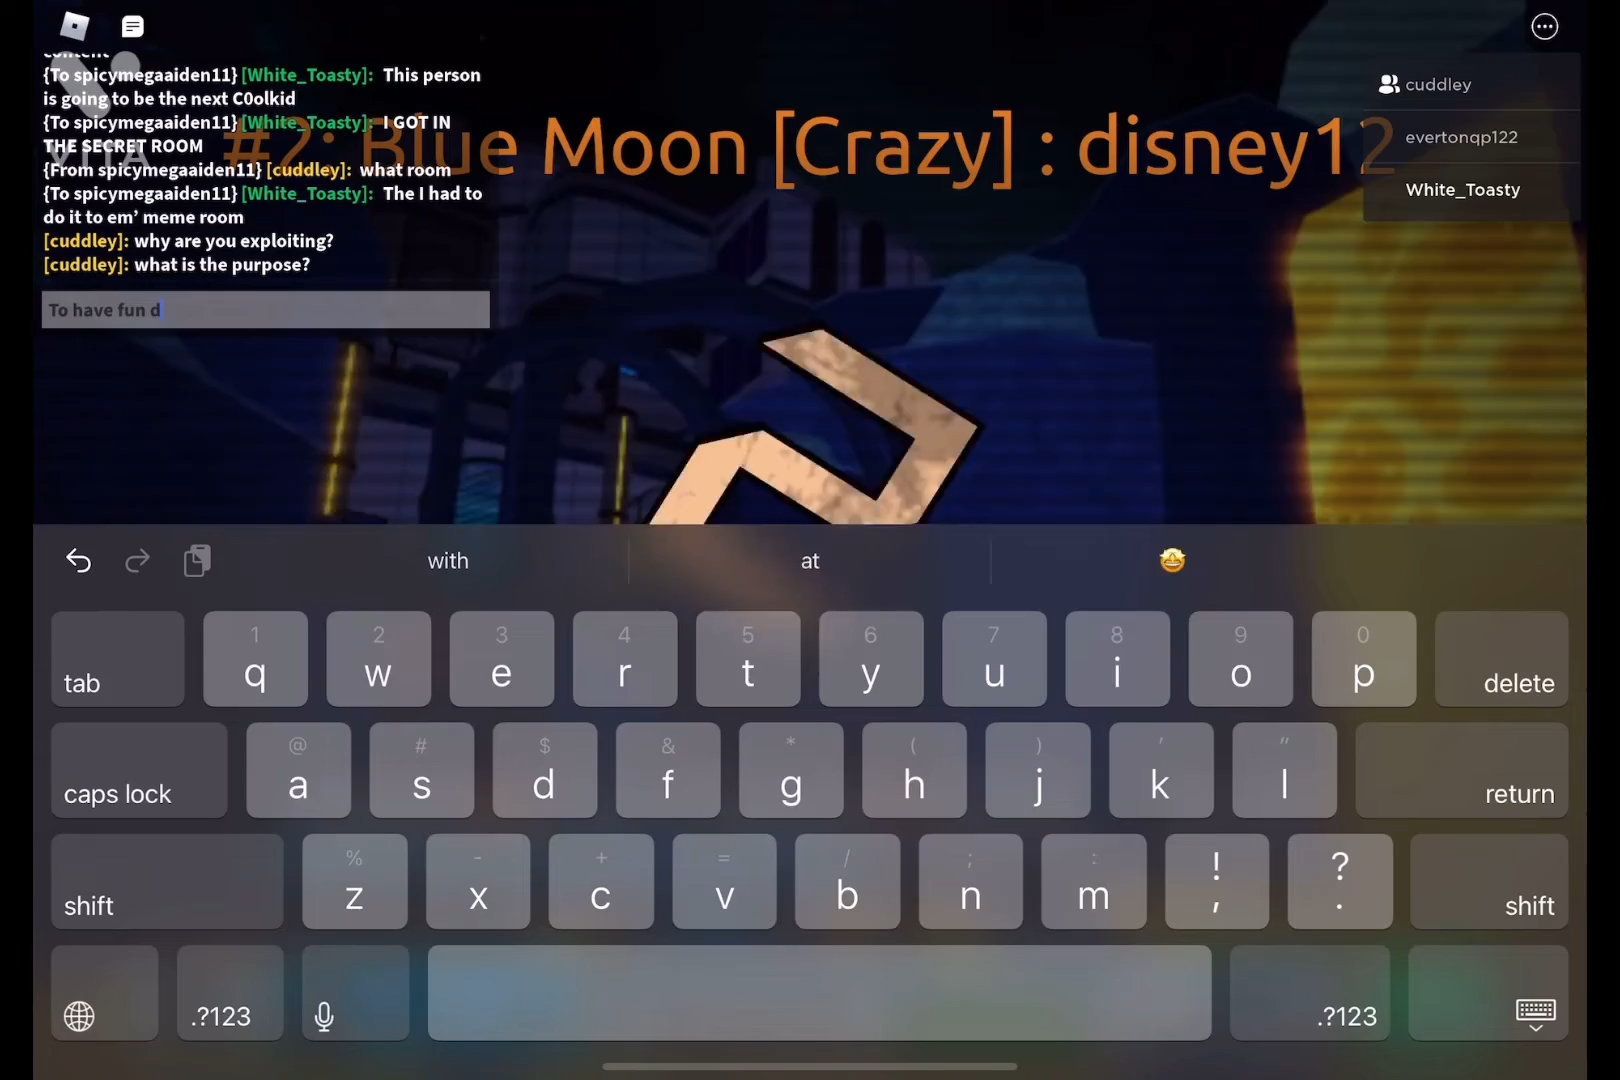 content
{To spicymegaaiden11} [White_Toasty]: This person
is going to be the next C0olkid
{To spicymegaaiden11} [White_Toasty]: I GOT IN
THE SECRET ROOM
{From spicymegaaiden11} [cuddley]: what room
{To spicymegaaiden11} [White_Toasty]: The I had to
do it to em’ meme room
[cuddley]: why are you exploiting?
[cuddley]: what is the purpose?
To have fun d
VITA
#2: Blue Moon [Crazy] : disney12
cuddley
evertonqp122
White_Toasty
with at 🤩
1 2 3 4 5 6 7 8 9 0
tab q w e r t y u i o p delete
@ # $ & * ( ) ' "
caps lock a s d f g h j k l return
% - + = / ; : ! ?
shift z x c v b n m , . shift
.?123 .?123